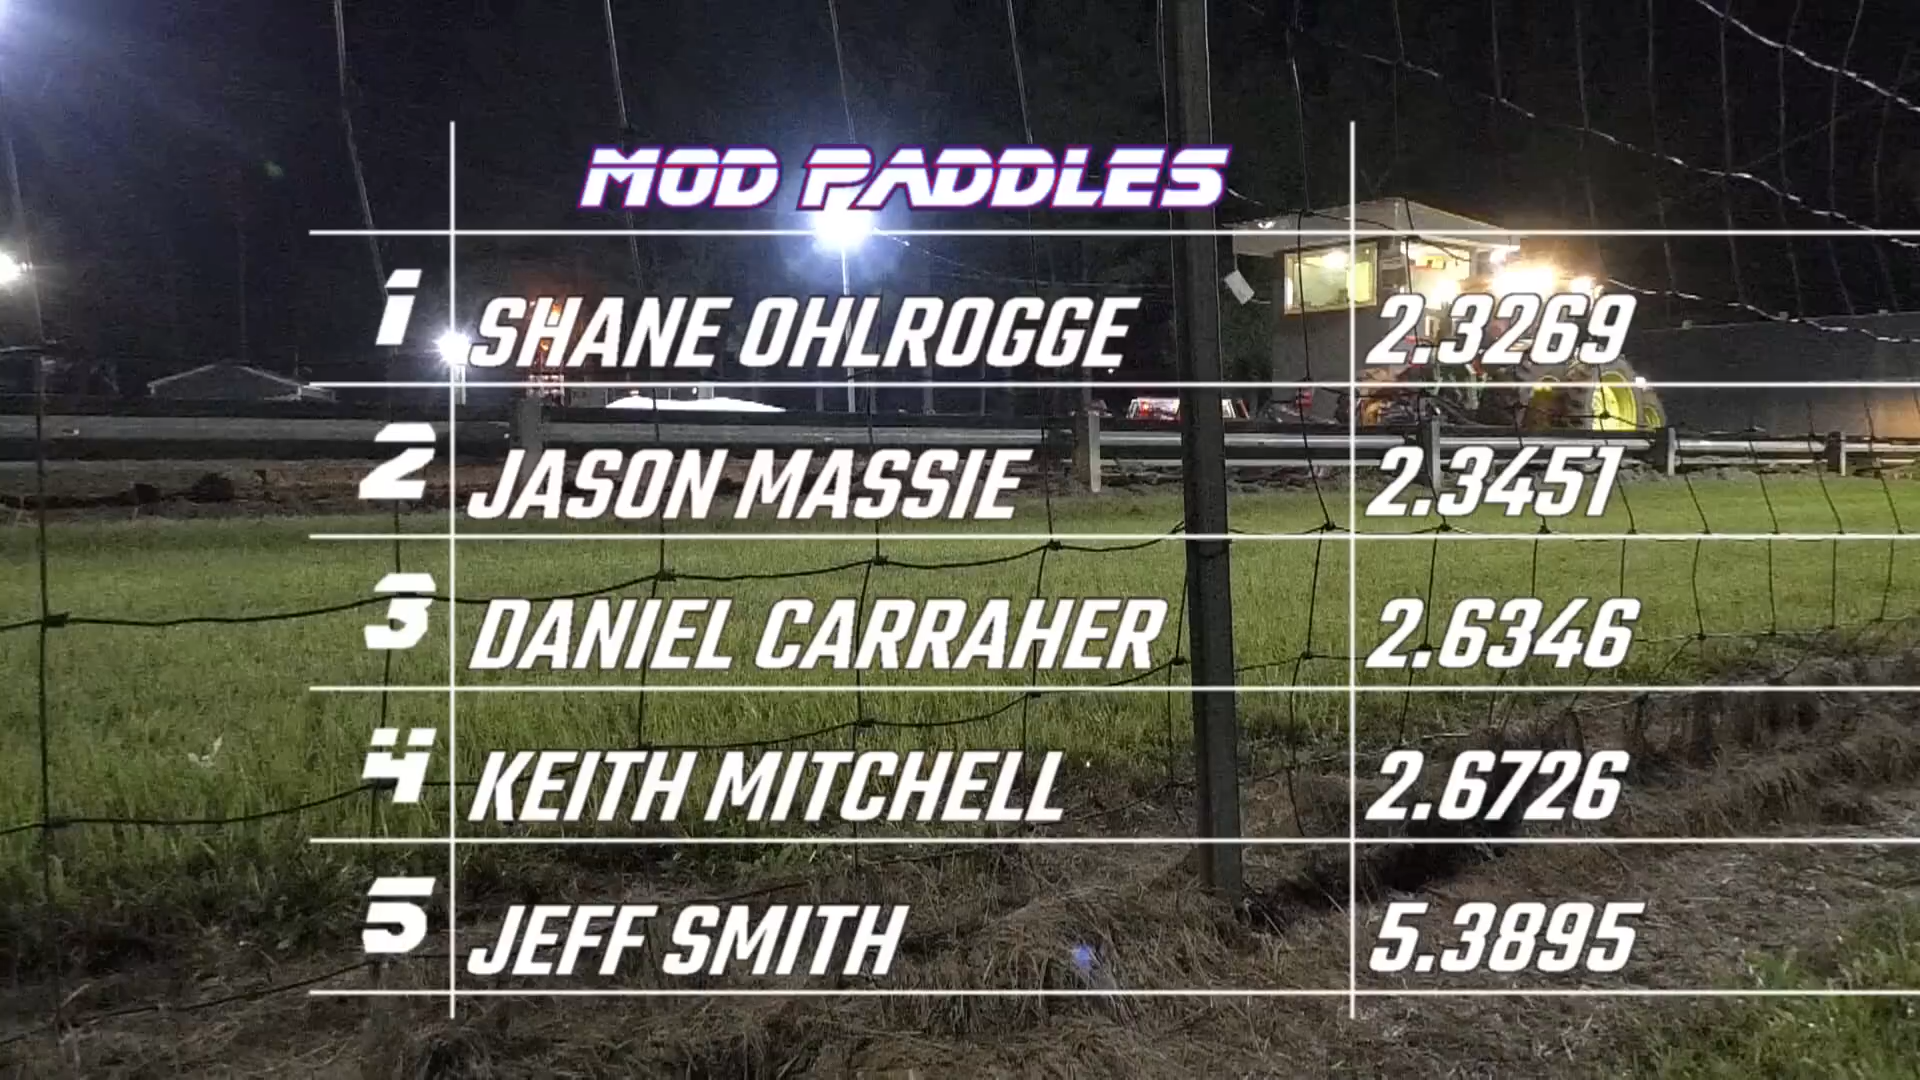 MOD PADDLES
1 SHANE OHLROGGE 2.3269
2 JASON MASSIE 2.3451
3 DANIEL CARRAHER 2.6346
4 KEITH MITCHELL 2.6726
5 JEFF SMITH 5.3895